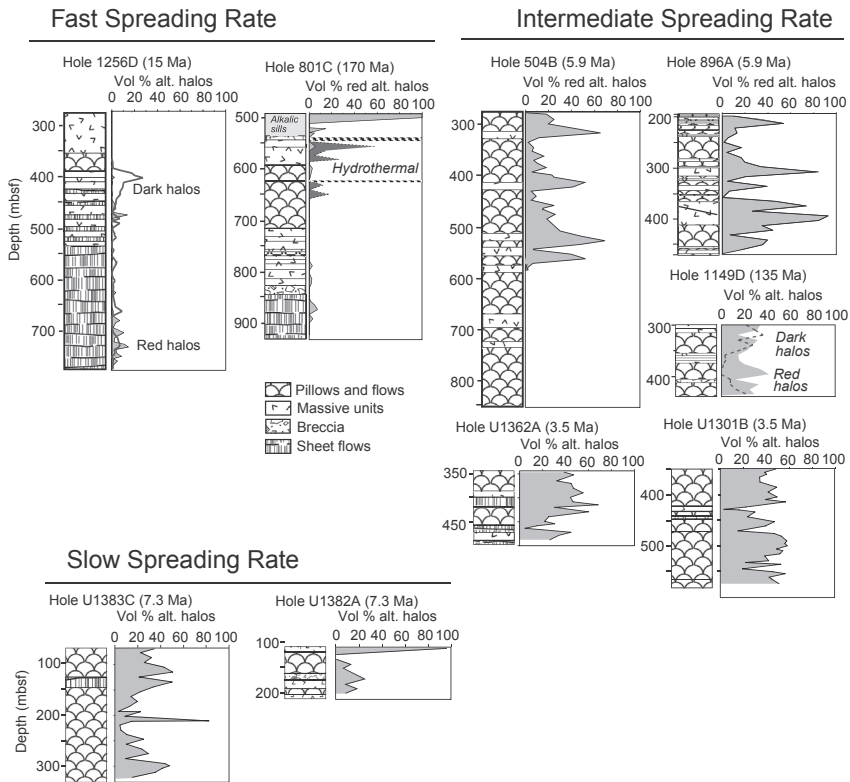 Fast Spreading Rate
Hole 1256D (15 Ma)
Vol % alt. halos
0 20 40 60 80 100
300
400
500
600
700
Depth (mbsf)
Dark halos
Red halos
Hole 801C (170 Ma)
Vol % red alt. halos
0 20 40 60 80 100
500
600
700
800
900
Alkalic
sills
Hydrothermal
Pillows and flows
Massive units
Breccia
Sheet flows
Intermediate Spreading Rate
Hole 504B (5.9 Ma)
Vol % red alt. halos
0 20 40 60 80 100
300
400
500
600
700
800
Hole 896A (5.9 Ma)
Vol % red alt. halos
0 20 40 60 80 100
200
300
400
Hole 1149D (135 Ma)
Vol % alt. halos
0 20 40 60 80 100
300
400
Dark
halos
Red
halos
Hole U1362A (3.5 Ma)
Vol % alt. halos
0 20 40 60 80 100
350
450
Hole U1301B (3.5 Ma)
Vol % alt. halos
0 20 40 60 80 100
400
500
Slow Spreading Rate
Hole U1383C (7.3 Ma)
Vol % alt. halos
0 20 40 60 80 100
100
200
300
Depth (mbsf)
Hole U1382A (7.3 Ma)
Vol % alt. halos
0 20 40 60 80 100
100
200